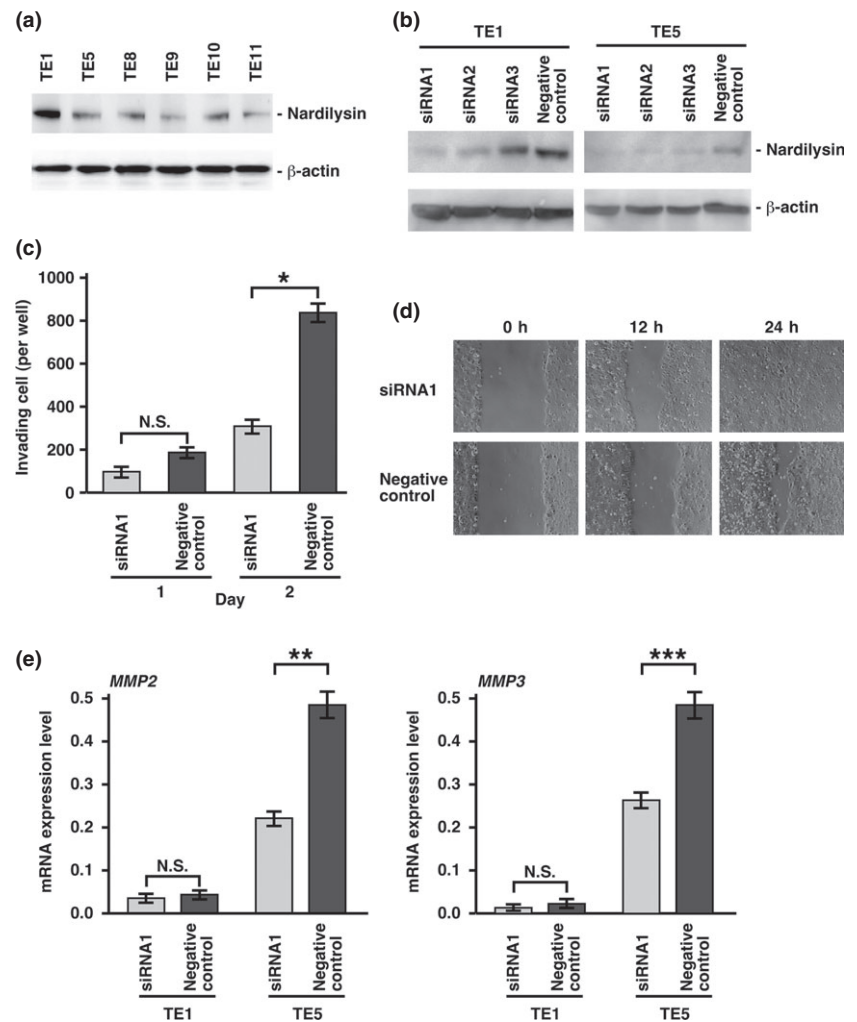 (a)
TE1 TE5 TE8 TE9 TE10 TE11
- Nardilysin
- β-actin
(b)
TE1 TE5
siRNA1 siRNA2 siRNA3 Negative control siRNA1 siRNA2 siRNA3 Negative control
- Nardilysin
- β-actin
(c)
Invading cell (per well)
1000
800
600
400
200
0
N.S.
*
siRNA1 Negative control siRNA1 Negative control
1 2
Day
(d)
0 h 12 h 24 h
siRNA1
Negative
control
(e)
MMP2
mRNA expression level
0.5
0.4
0.3
0.2
0.1
0.0
N.S.
**
siRNA1 Negative control siRNA1 Negative control
TE1 TE5
MMP3
mRNA expression level
0.5
0.4
0.3
0.2
0.1
0.0
N.S.
***
siRNA1 Negative control siRNA1 Negative control
TE1 TE5